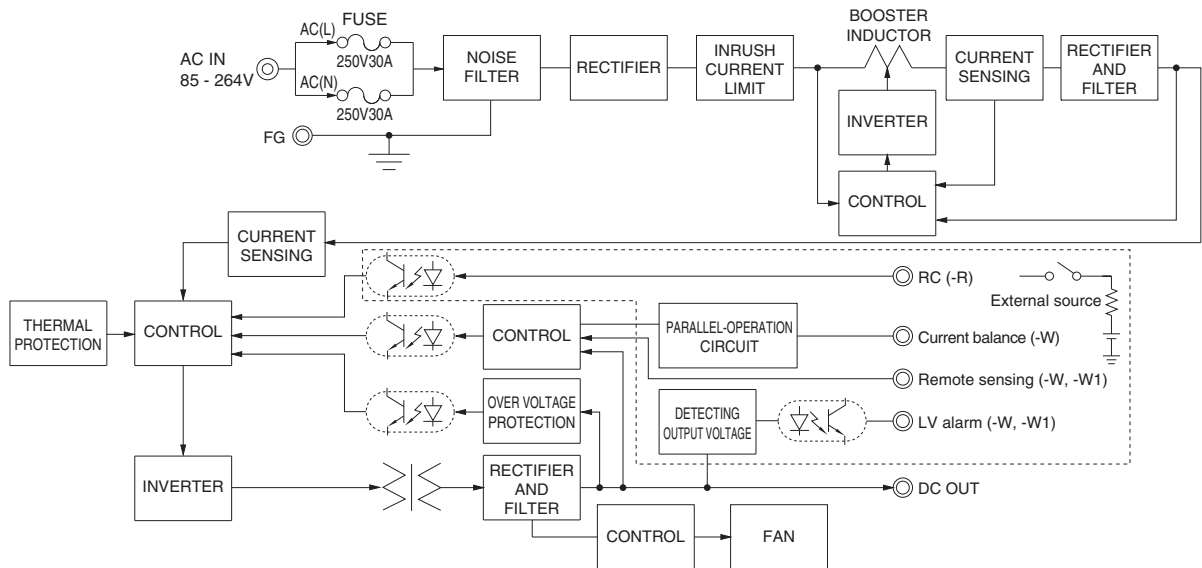 FUSE
AC(L)
250V30A
AC IN
85 - 264V
AC(N)
250V30A
FG
NOISE
FILTER
RECTIFIER
INRUSH
CURRENT
LIMIT
BOOSTER
INDUCTOR
CURRENT
SENSING
RECTIFIER
AND
FILTER
INVERTER
CONTROL
CURRENT
SENSING
RC (-R)
External source
THERMAL
PROTECTION
CONTROL
CONTROL
PARALLEL-OPERATION
CIRCUIT
Current balance (-W)
Remote sensing (-W, -W1)
OVER VOLTAGE
PROTECTION
DETECTING
OUTPUT VOLTAGE
LV alarm (-W, -W1)
INVERTER
RECTIFIER
AND
FILTER
DC OUT
CONTROL
FAN